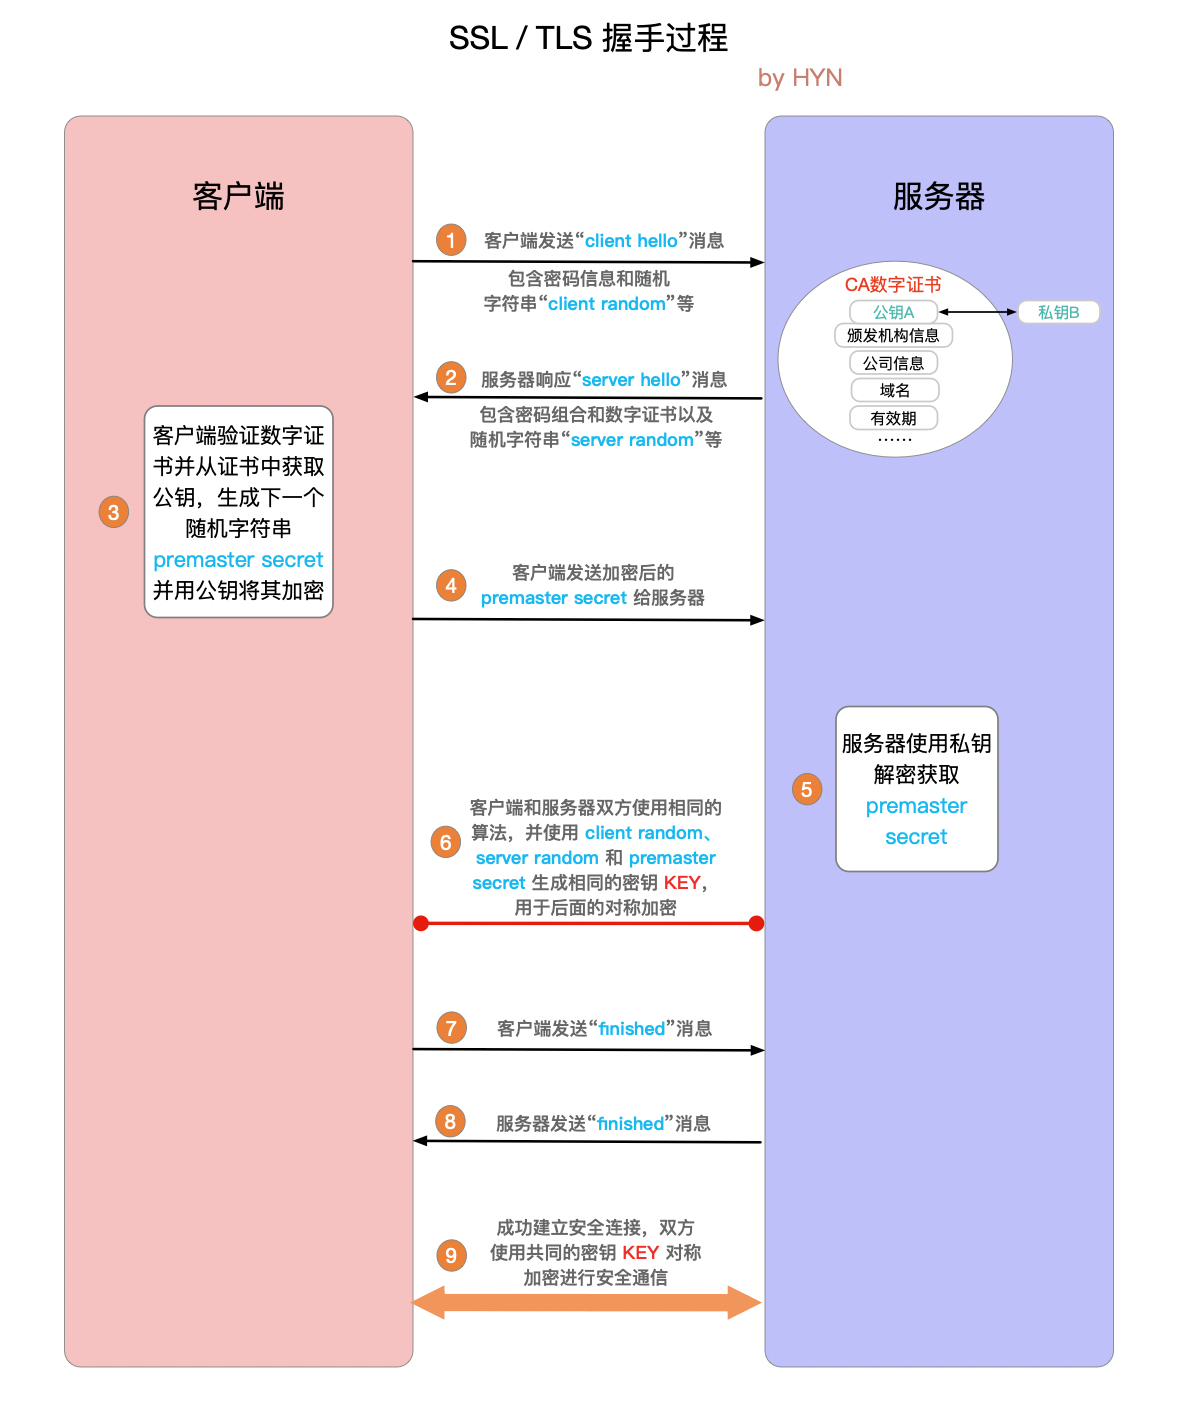 SSL / TLS 握手过程
by HYN
客户端
服务器
1
客户端发送“client hello”消息
包含密码信息和随机
字符串“client random”等
CA数字证书
公钥A
私钥B
颁发机构信息
公司信息
域名
有效期
······
2
服务器响应“server hello”消息
包含密码组合和数字证书以及
随机字符串“server random”等
3
客户端验证数字证
书并从证书中获取
公钥，生成下一个
随机字符串
premaster secret
并用公钥将其加密
4
客户端发送加密后的
premaster secret 给服务器
5
服务器使用私钥
解密获取
premaster
secret
6
客户端和服务器双方使用相同的
算法，并使用 client random、
server random 和 premaster
secret 生成相同的密钥 KEY，
用于后面的对称加密
7
客户端发送“finished”消息
8
服务器发送“finished”消息
9
成功建立安全连接，双方
使用共同的密钥 KEY 对称
加密进行安全通信